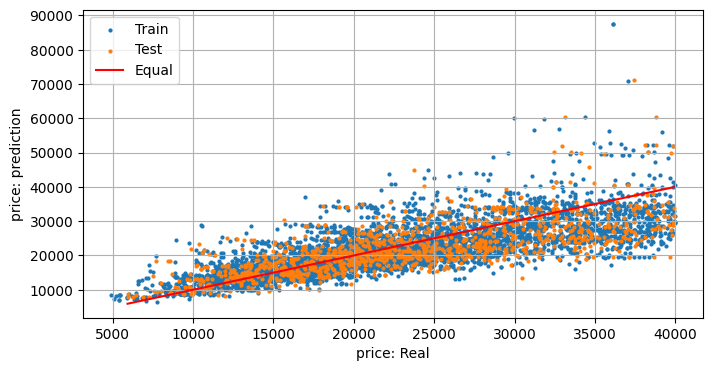 90000
80000
70000
60000
50000
40000
30000
20000
10000
price: prediction
Train
Test
Equal
5000 10000 15000 20000 25000 30000 35000 40000
price: Real